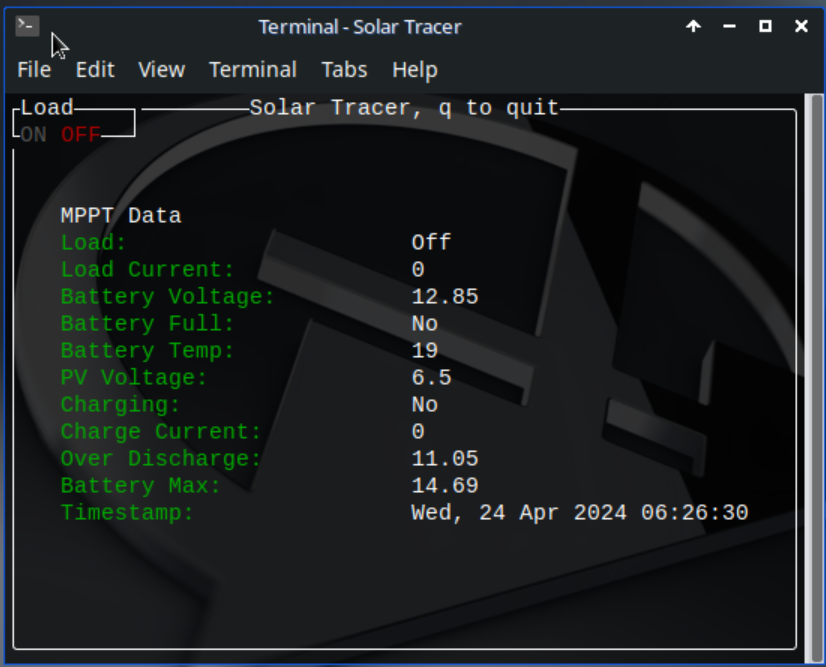 Terminal - Solar Tracer
File Edit View Terminal Tabs Help
Load Solar Tracer, q to quit
ON OFF
MPPT Data
Load: Off
Load Current: 0
Battery Voltage: 12.85
Battery Full: No
Battery Temp: 19
PV Voltage: 6.5
Charging: No
Charge Current: 0
Over Discharge: 11.05
Battery Max: 14.69
Timestamp: Wed, 24 Apr 2024 06:26:30